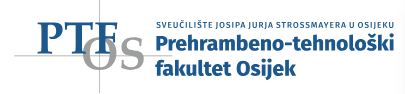 PTF
OS
SVEUČILIŠTE JOSIPA JURJA STROSSMAYERA U OSIJEKU
Prehrambeno-tehnološki
fakultet Osijek